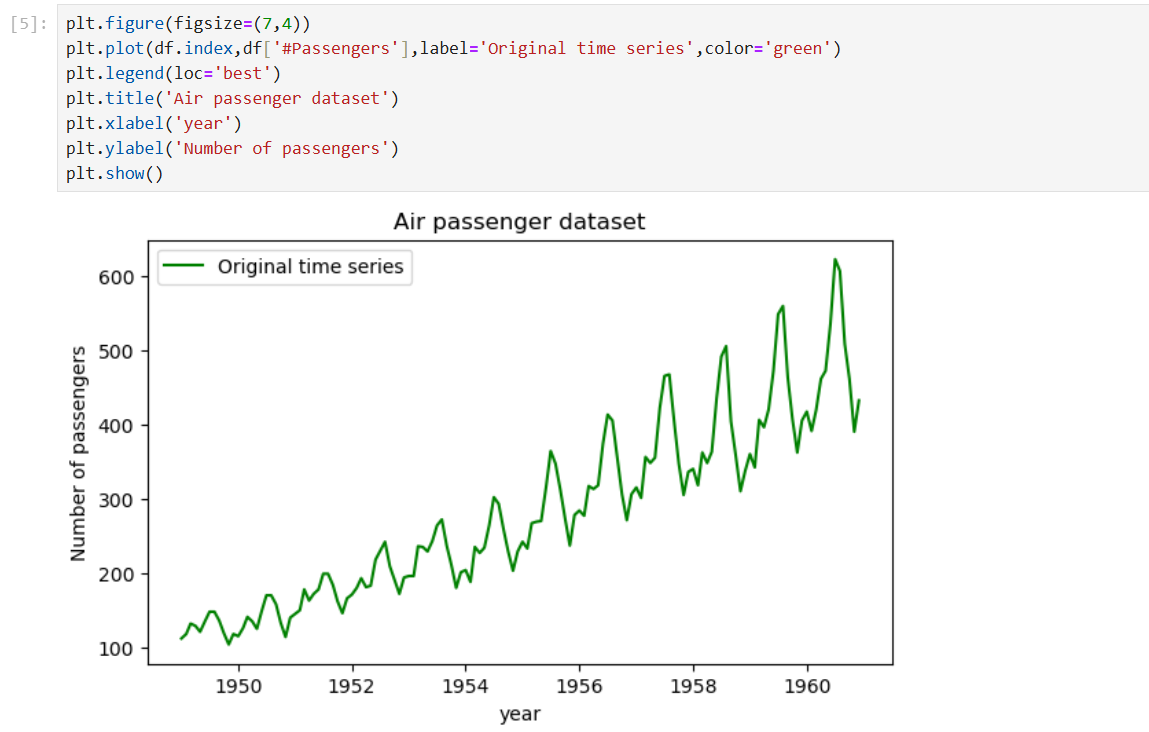 [5]:
plt.figure(figsize=(7,4))
plt.plot(df.index,df['#Passengers'],label='Original time series',color='green')
plt.legend(loc='best')
plt.title('Air passenger dataset')
plt.xlabel('year')
plt.ylabel('Number of passengers')
plt.show()
Air passenger dataset
Original time series
Number of passengers
600
500
400
300
200
100
1950 1952 1954 1956 1958 1960
year